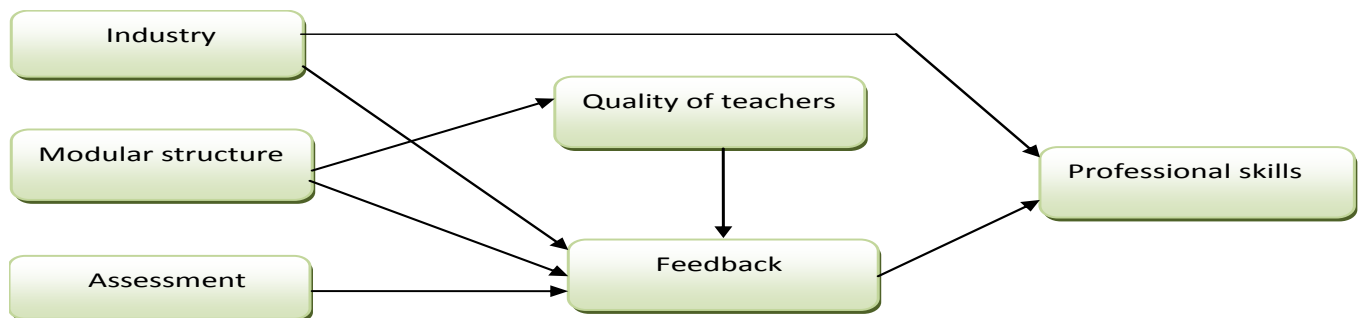 Industry
Quality of teachers
Modular structure
Professional skills
Feedback
Assessment